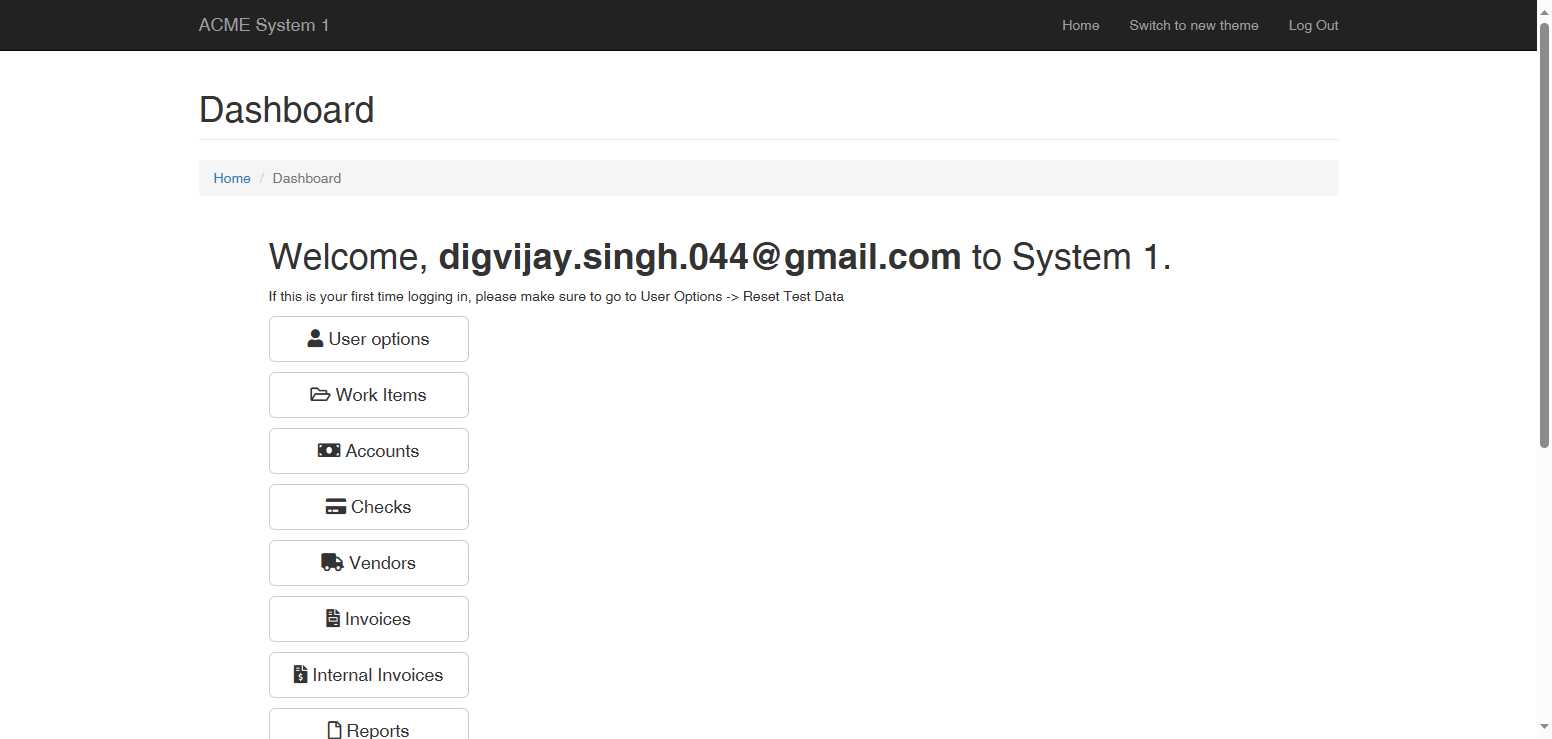 ACME System 1 Home Switch to new theme Log Out
Dashboard
Home / Dashboard
Welcome, digvijay.singh.044@gmail.com to System 1.
If this is your first time logging in, please make sure to go to User Options -> Reset Test Data
User options
Work Items
Accounts
Checks
Vendors
Invoices
Internal Invoices
Reports